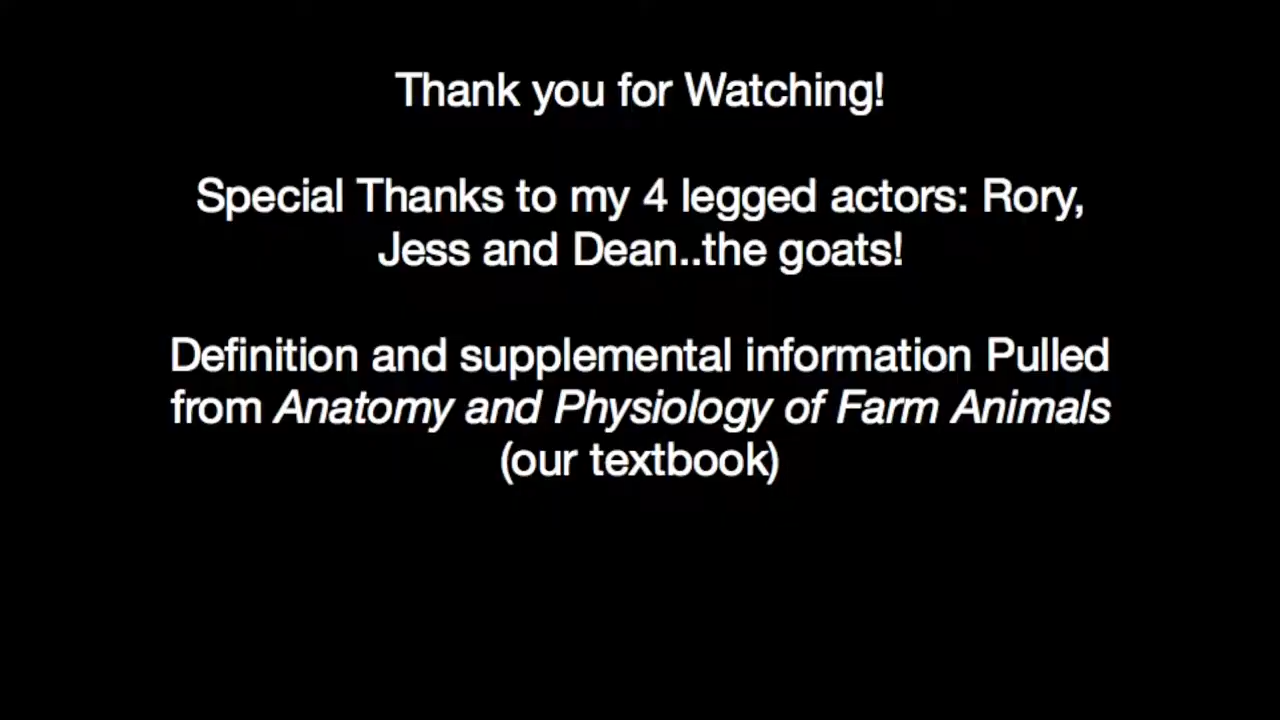 Thank you for Watching!
Special Thanks to my 4 legged actors: Rory,
Jess and Dean..the goats!
Definition and supplemental information Pulled
from Anatomy and Physiology of Farm Animals
(our textbook)